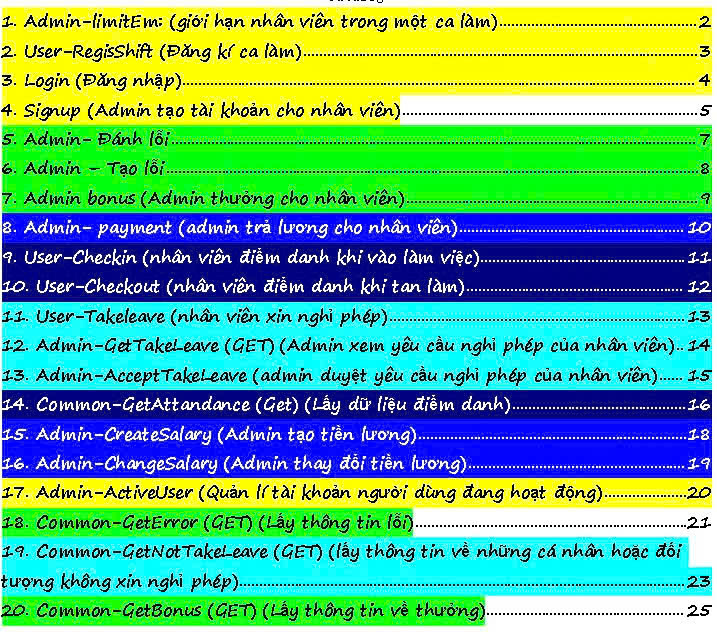 1. Admin-limitEm: (giới hạn nhân viên trong một ca làm)........2
2. User-RegisShift (Đăng kí ca làm)........3
3. Login (Đăng nhập)........4
4. Signup (Admin tạo tài khoản cho nhân viên)........5
5. Admin- Đánh lỗi........7
6. Admin – Tạo lỗi........8
7. Admin bonus (Admin thưởng cho nhân viên)........9
8. Admin- payment (admin trả lương cho nhân viên)........10
9. User-Checkin (nhân viên điểm danh khi vào làm việc)........11
10. User-Checkout (nhân viên điểm danh khi tan làm)........12
11. User-Takeleave (nhân viên xin nghỉ phép)........13
12. Admin-GetTakeLeave (GET) (Admin xem yêu cầu nghỉ phép của nhân viên)..14
13. Admin-AcceptTakeLeave (admin duyệt yêu cầu nghỉ phép của nhân viên)......15
14. Common-GetAttandance (Get) (Lấy dữ liệu điểm danh)........16
15. Admin-CreateSalary (Admin tạo tiền lương)........18
16. Admin-ChangeSalary (Admin thay đổi tiền lương)........19
17. Admin-ActiveUser (Quản lí tài khoản người dùng đang hoạt động)........20
18. Common-GetError (GET) (Lấy thông tin lỗi)........21
19. Common-GetNotTakeLeave (GET) (lấy thông tin về những cá nhân hoặc đối
tượng không xin nghỉ phép)........23
20. Common-GetBonus (GET) (Lấy thông tin về thưởng)........25